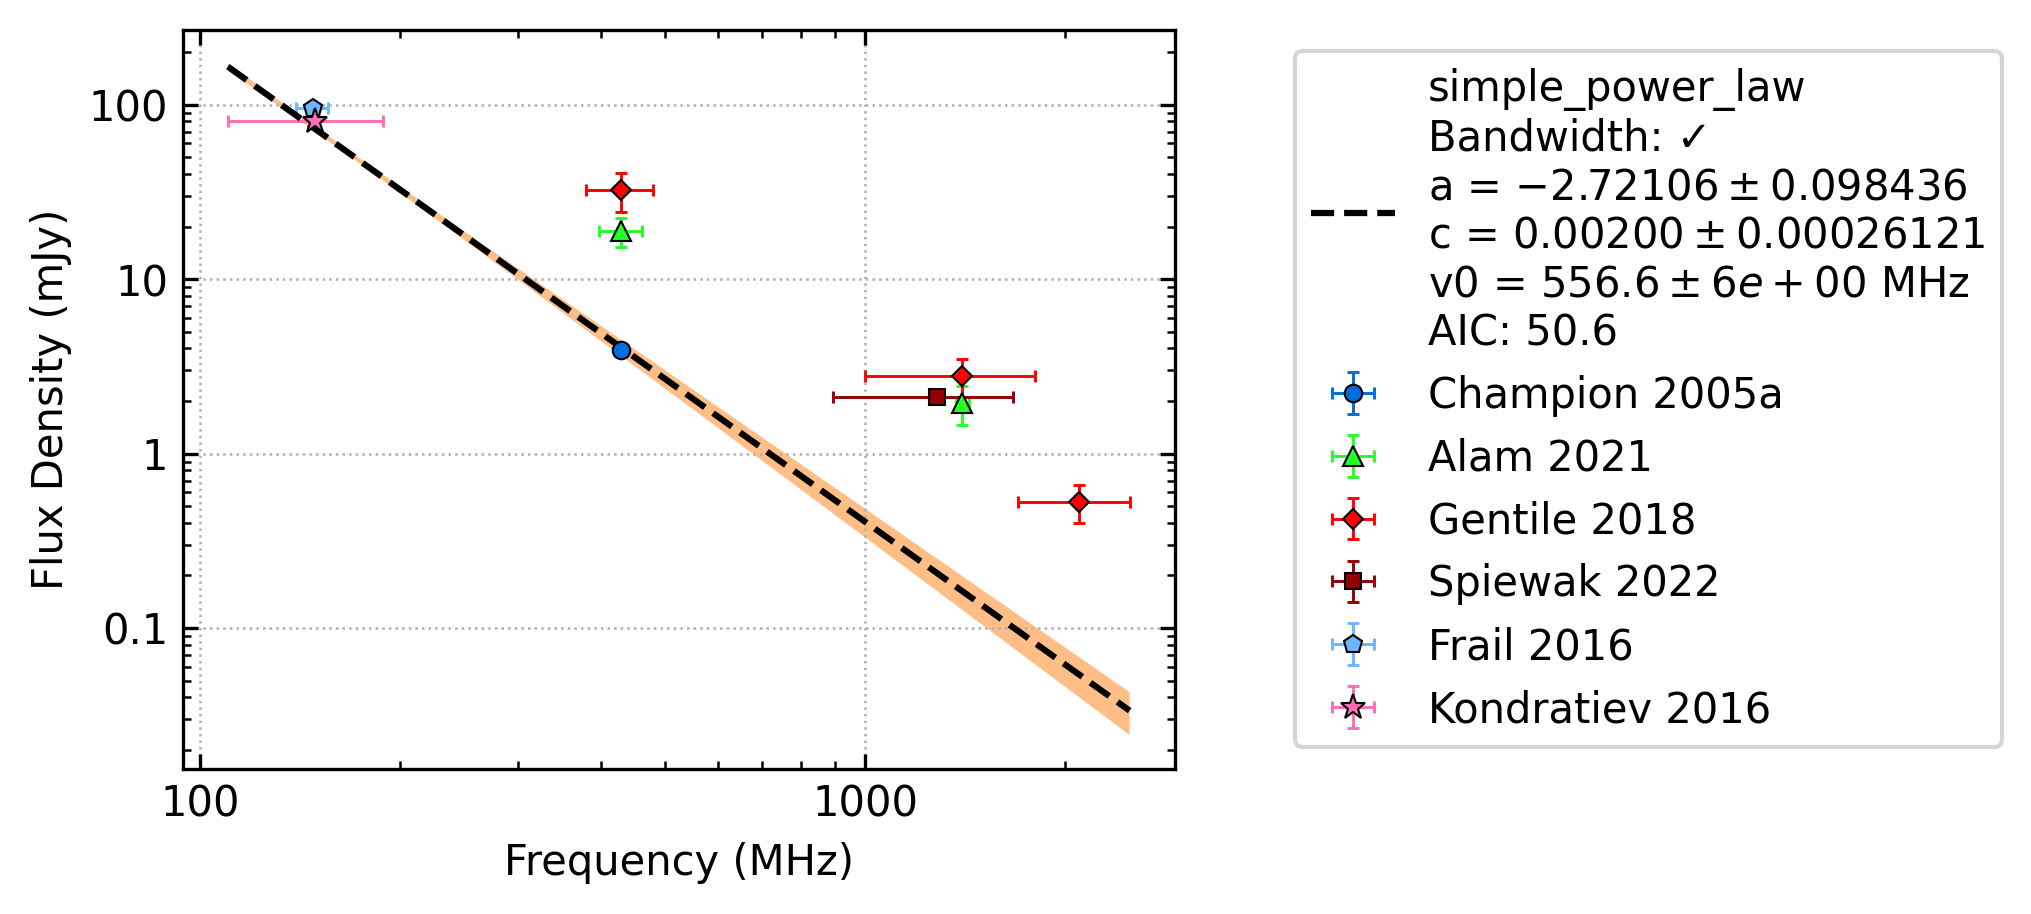 100
10
1
0.1
Flux Density (mJy)
100
1000
Frequency (MHz)
simple_power_law
Bandwidth: ✓
a = −2.72106 ± 0.098436
c = 0.00200 ± 0.00026121
v0 = 556.6 ± 6e + 00 MHz
AIC: 50.6
Champion 2005a
Alam 2021
Gentile 2018
Spiewak 2022
Frail 2016
Kondratiev 2016